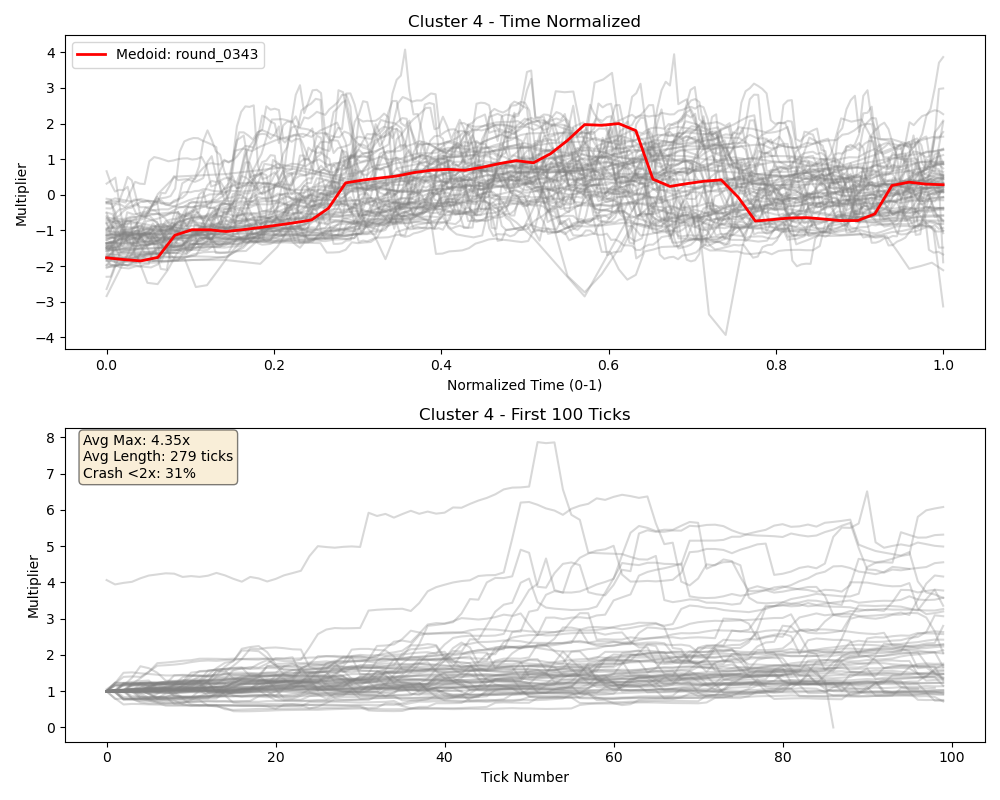 Cluster 4 - Time Normalized
Medoid: round_0343
Multiplier
4
3
2
1
0
−1
−2
−3
−4
0.0 0.2 0.4 0.6 0.8 1.0
Normalized Time (0-1)
Cluster 4 - First 100 Ticks
Avg Max: 4.35x
Avg Length: 279 ticks
Crash <2x: 31%
Multiplier
8
7
6
5
4
3
2
1
0
0 20 40 60 80 100
Tick Number